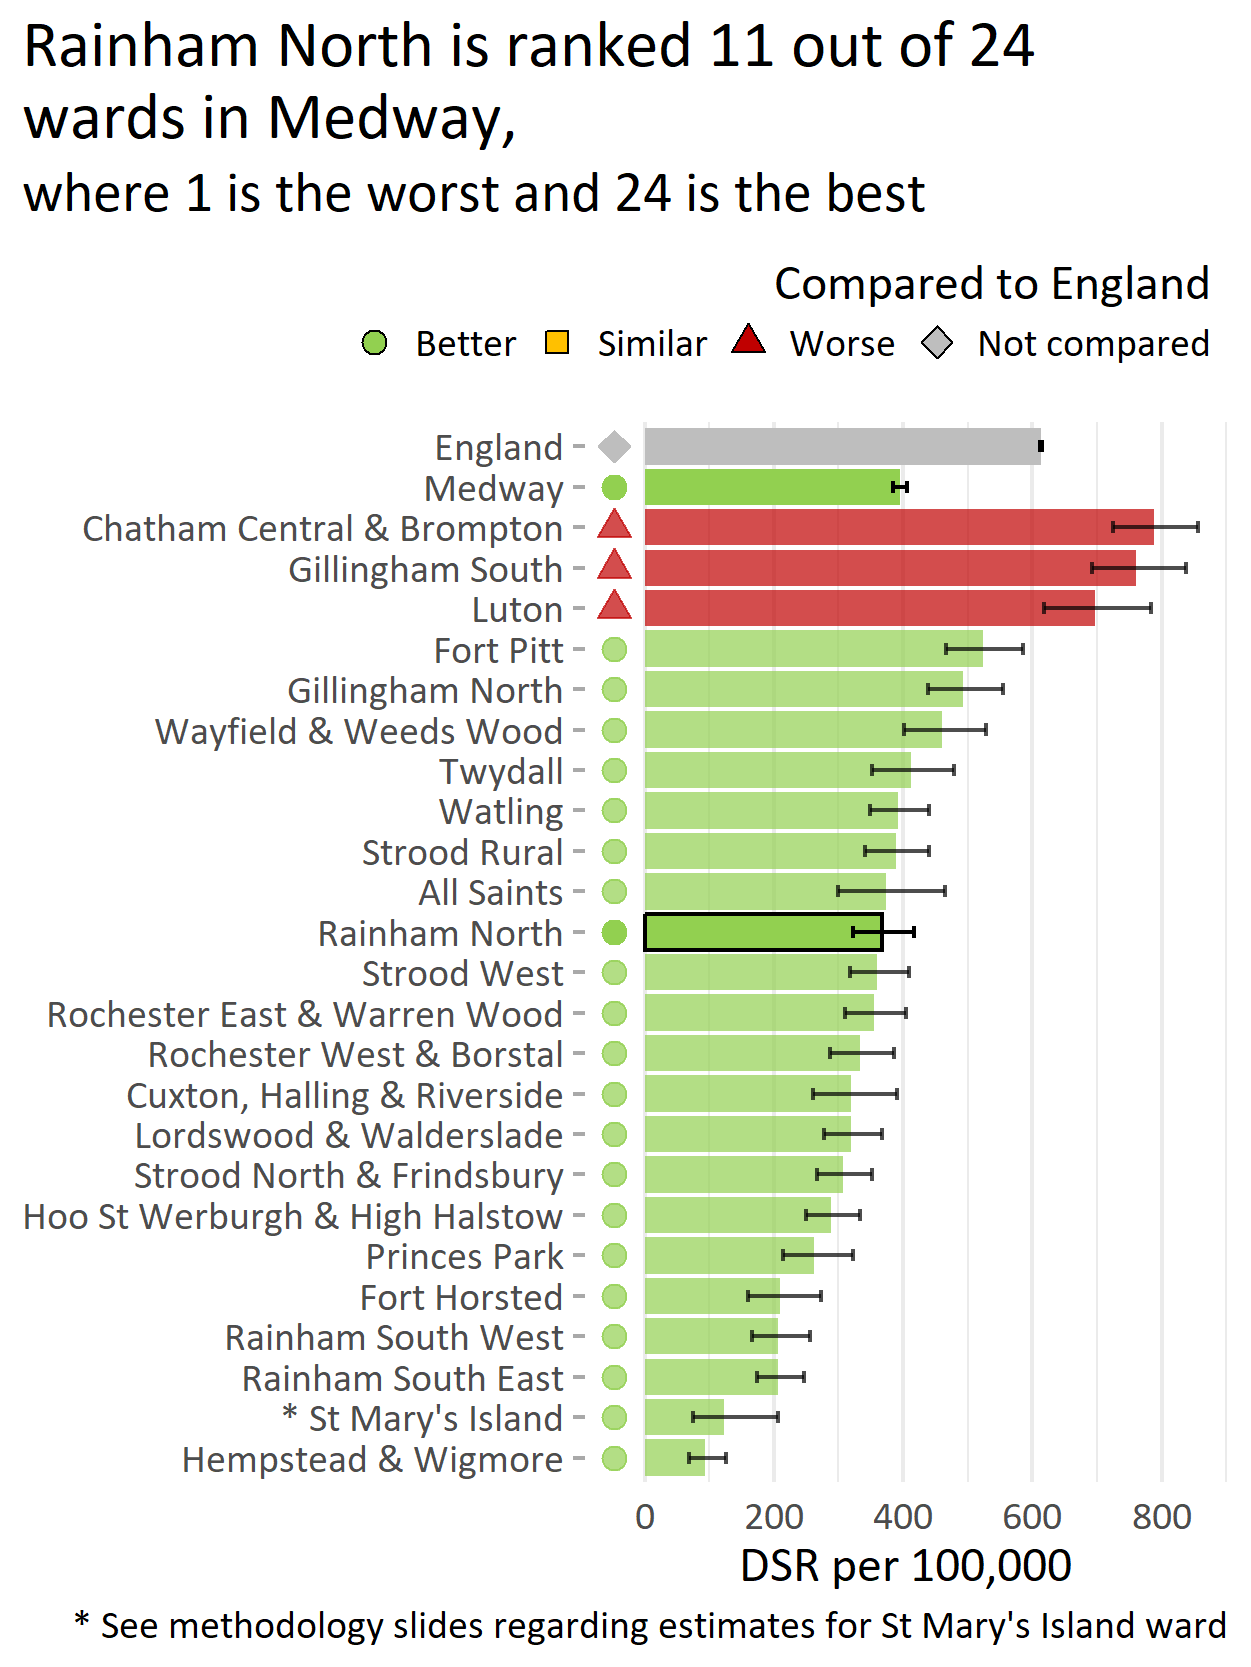 Rainham North is ranked 11 out of 24
wards in Medway,
where 1 is the worst and 24 is the best
Compared to England
Better Similar Worse Not compared
England
Medway
Chatham Central & Brompton
Gillingham South
Luton
Fort Pitt
Gillingham North
Wayfield & Weeds Wood
Twydall
Watling
Strood Rural
All Saints
Rainham North
Strood West
Rochester East & Warren Wood
Rochester West & Borstal
Cuxton, Halling & Riverside
Lordswood & Walderslade
Strood North & Frindsbury
Hoo St Werburgh & High Halstow
Princes Park
Fort Horsted
Rainham South West
Rainham South East
* St Mary's Island
Hempstead & Wigmore
0 200 400 600 800
DSR per 100,000
* See methodology slides regarding estimates for St Mary's Island ward